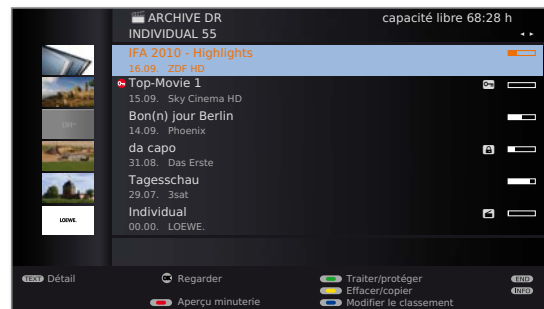 ARCHIVE DR capacité libre 68:28 h
INDIVIDUAL 55
IFA 2010 - Highlights
16.09. ZDF HD
Top-Movie 1
15.09. Sky Cinema HD
Bon(n) jour Berlin
14.09. Phoenix
da capo
31.08. Das Erste
Tagesschau
29.07. 3sat
Individual
00.00. LOEWE.
DR+
LOEWE.
TEXT Détail
Regarder
Aperçu minuterie
Traiter/protéger
Effacer/copier
Modifier le classement
END
INFO